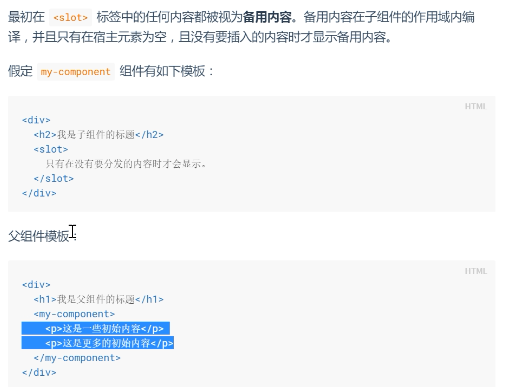 最初在 <slot> 标签中的任何内容都被视为备用内容。备用内容在子组件的作用域内编
译，并且只有在宿主元素为空，且没有要插入的内容时才显示备用内容。
假定 my-component 组件有如下模板：
HTML
<div>
  <h2>我是子组件的标题</h2>
  <slot>
    只有在没有要分发的内容时才会显示。
  </slot>
</div>
父组件模板：
HTML
<div>
  <h1>我是父组件的标题</h1>
  <my-component>
    <p>这是一些初始内容</p>
    <p>这是更多的初始内容</p>
  </my-component>
</div>